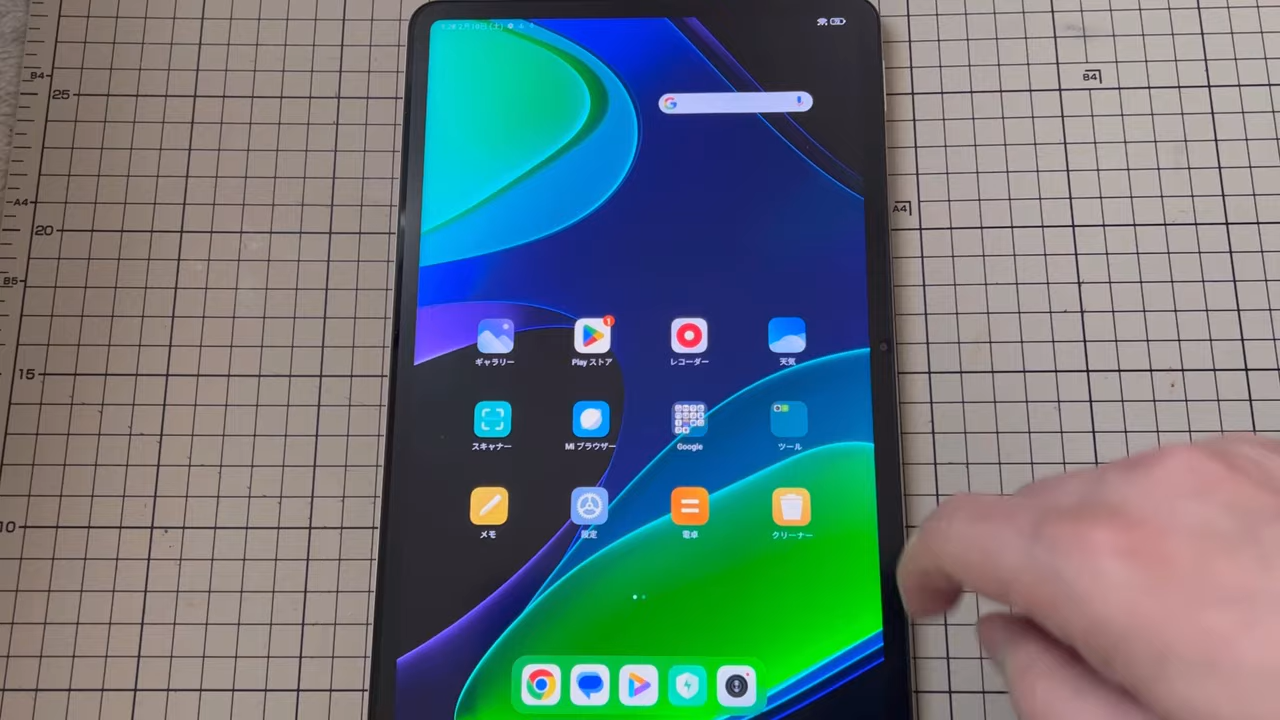 B4
25
B4
A4
A4
20
B5
15
10
ギャラリー
Play ストア
1
レコーダー
天気
スキャナー
Mi ブラウザー
Google
ツール
メモ
設定
電卓
クリーナー